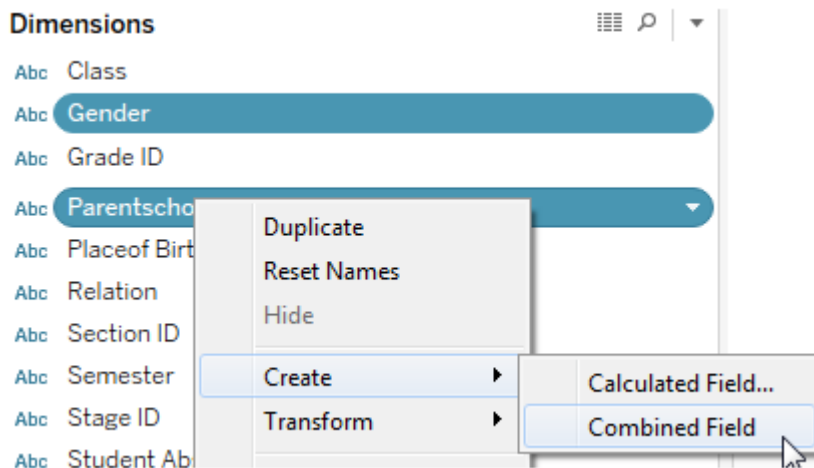 Dimensions
Abc Class
Abc Gender
Abc Grade ID
Abc Parentscho
Abc Placeof Birt
Abc Relation
Abc Section ID
Abc Semester
Abc Stage ID
Abc Student Ab
Duplicate
Reset Names
Hide
Create
Transform
Calculated Field...
Combined Field